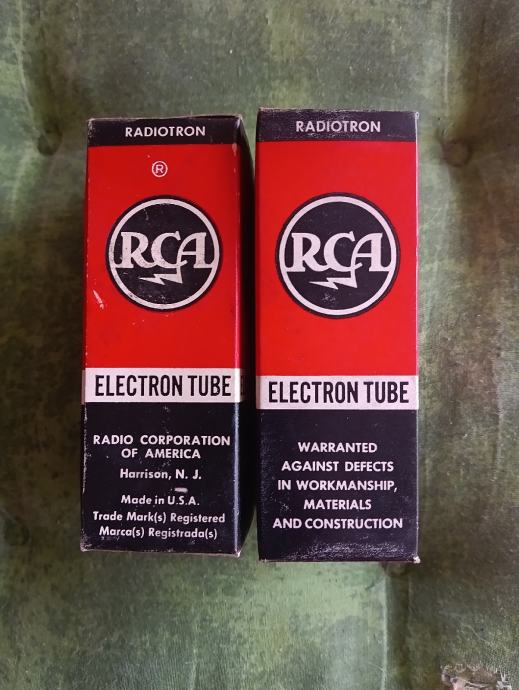 RADIOTRON
®
RCA
ELECTRON TUBE
RADIO CORPORATION
OF AMERICA
Harrison, N. J.
Made in U.S.A.
Trade Mark(s) Registered
Marca(s) Registrada(s)
RADIOTRON
RCA
ELECTRON TUBE
WARRANTED
AGAINST DEFECTS
IN WORKMANSHIP,
MATERIALS
AND CONSTRUCTION